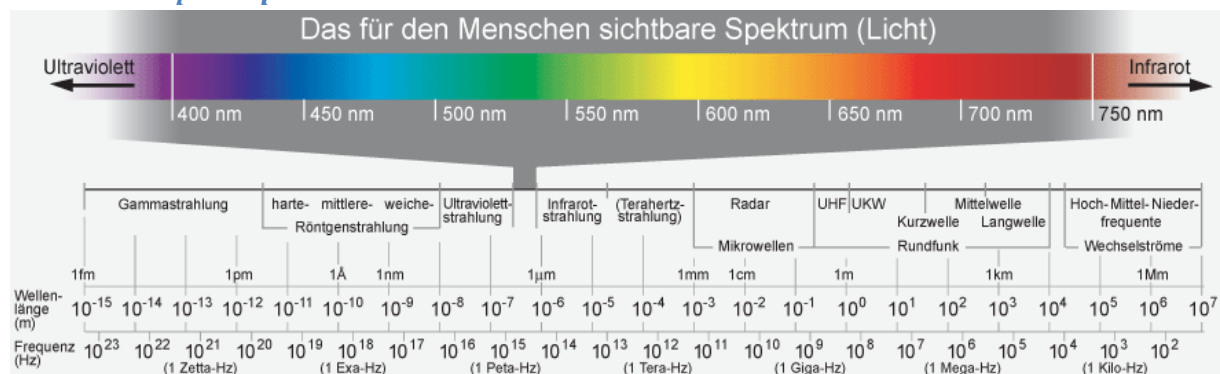 Das für den Menschen sichtbare Spektrum (Licht)
Ultraviolett
Infrarot
400 nm 450 nm 500 nm 550 nm 600 nm 650 nm 700 nm 750 nm
Gammastrahlung
harte- mittlere- weiche-
Röntgenstrahlung
Ultraviolett-
strahlung
Infrarot-
strahlung
(Terahertz-
strahlung)
Radar
Mikrowellen
UHF UKW
Mittelwelle
Kurzwelle Langwelle
Rundfunk
Hoch- Mittel- Nieder-
frequente
Wechselströme
1fm 1pm 1Å 1nm 1µm 1mm 1cm 1m 1km 1Mm
Wellen-
länge
(m)
10⁻¹⁵ 10⁻¹⁴ 10⁻¹³ 10⁻¹² 10⁻¹¹ 10⁻¹⁰ 10⁻⁹ 10⁻⁸ 10⁻⁷ 10⁻⁶ 10⁻⁵ 10⁻⁴ 10⁻³ 10⁻² 10⁻¹ 10⁰ 10¹ 10² 10³ 10⁴ 10⁵ 10⁶ 10⁷
Frequenz
(Hz)
10²³ 10²² 10²¹ 10²⁰ 10¹⁹ 10¹⁸ 10¹⁷ 10¹⁶ 10¹⁵ 10¹⁴ 10¹³ 10¹² 10¹¹ 10¹⁰ 10⁹ 10⁸ 10⁷ 10⁶ 10⁵ 10⁴ 10³ 10²
(1 Zetta-Hz) (1 Exa-Hz) (1 Peta-Hz) (1 Tera-Hz) (1 Giga-Hz) (1 Mega-Hz) (1 Kilo-Hz)